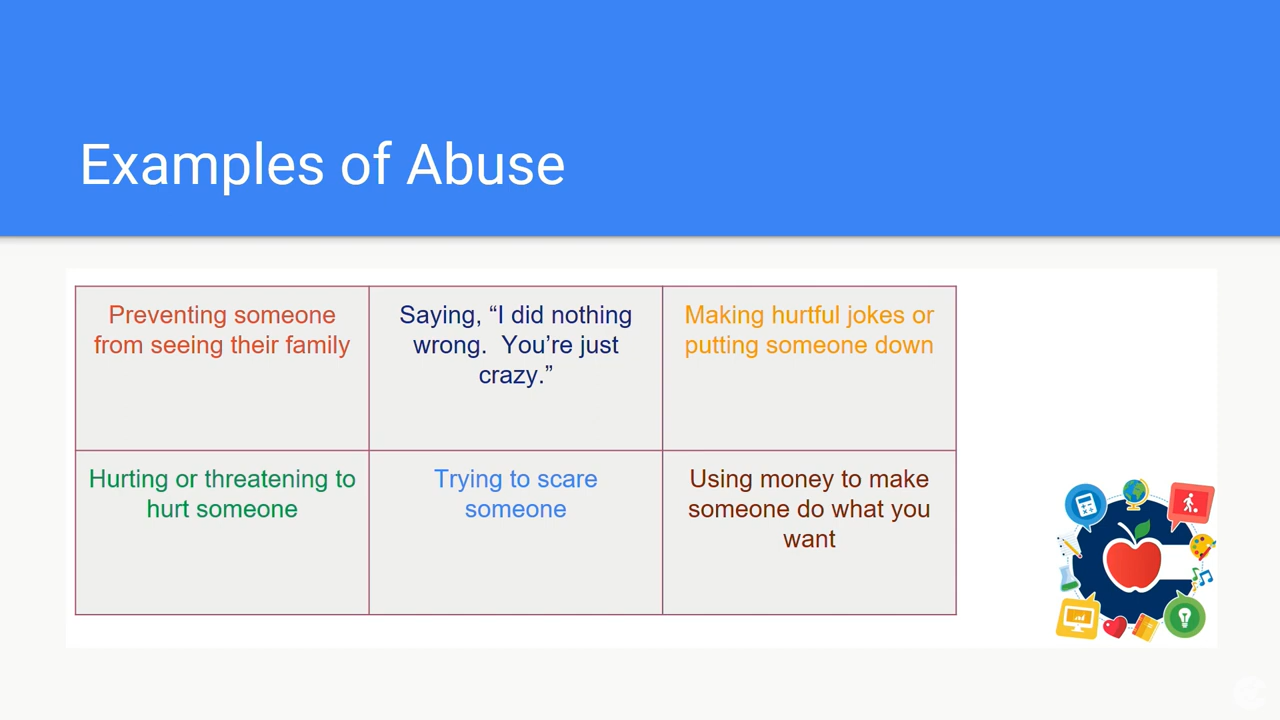 Examples of Abuse
Preventing someone
from seeing their family
Saying, “I did nothing
wrong.  You’re just
crazy.”
Making hurtful jokes or
putting someone down
Hurting or threatening to
hurt someone
Trying to scare
someone
Using money to make
someone do what you
want